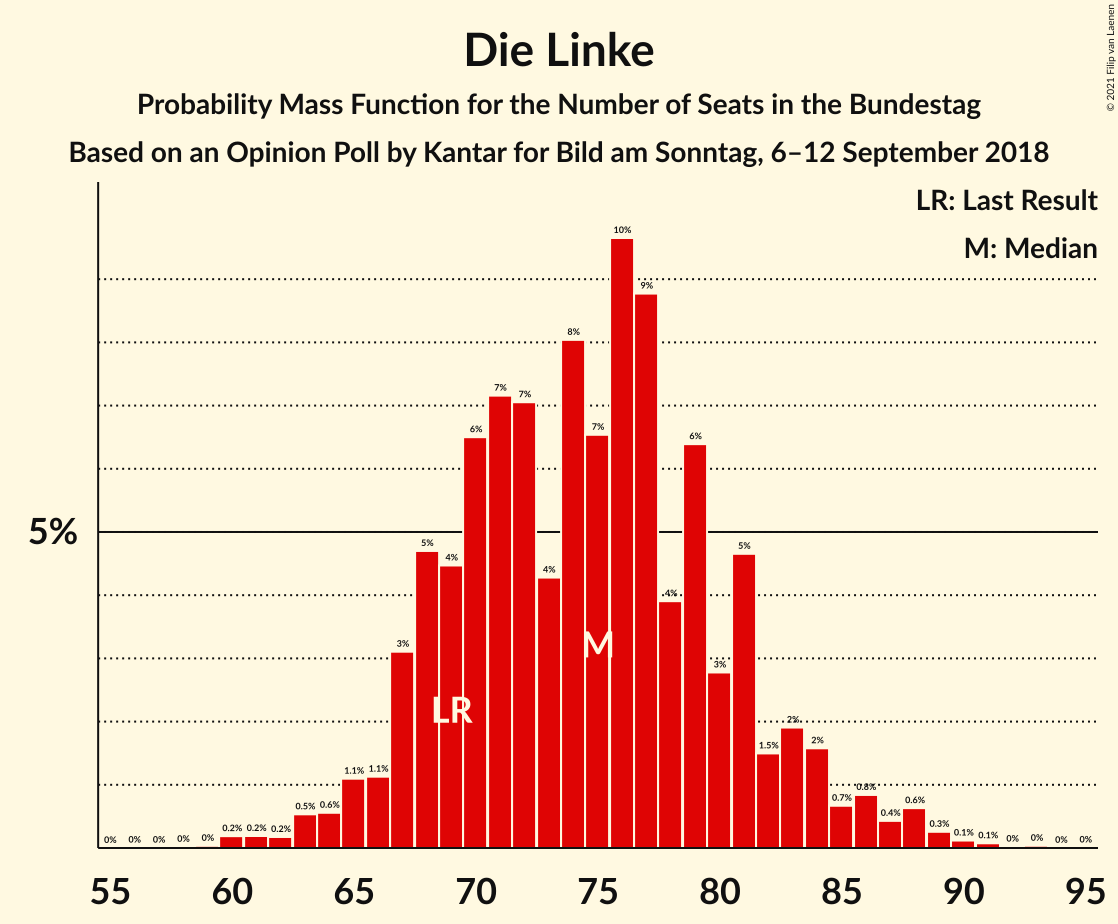 Die Linke
Probability Mass Function for the Number of Seats in the Bundestag
Based on an Opinion Poll by Kantar for Bild am Sonntag, 6–12 September 2018
© 2021 Filip van Laenen
LR: Last Result
M: Median
5%
0% 0% 0% 0% 0% 0.2% 0.2% 0.2% 0.5% 0.6% 1.1% 1.1% 3% 5% 4% 6% 7% 7% 4% 8% 7% 10% 9% 4% 6% 3% 5% 1.5% 2% 2% 0.7% 0.8% 0.4% 0.6% 0.3% 0.1% 0.1% 0% 0% 0% 0%
M
LR
55 60 65 70 75 80 85 90 95